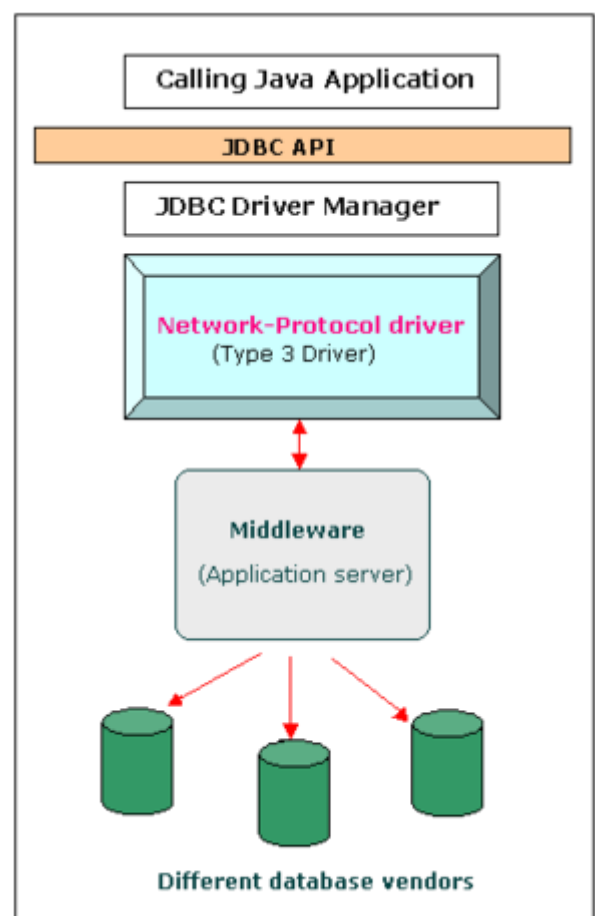 Calling Java Application
JDBC API
JDBC Driver Manager
Network-Protocol driver
(Type 3 Driver)
Middleware
(Application server)
Different database vendors